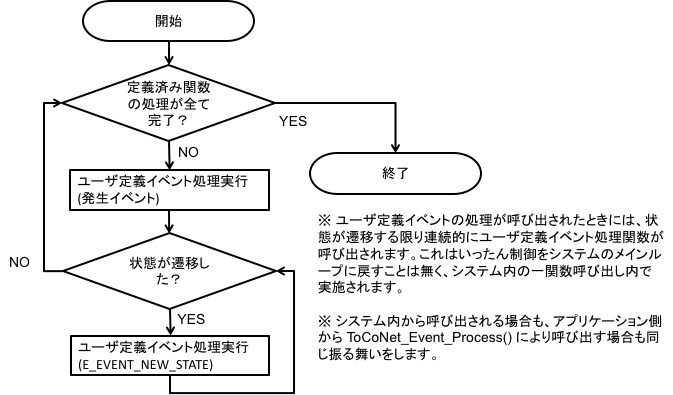 開始
定義済み関数
の処理が全て
完了？
YES
NO
終了
ユーザ定義イベント処理実行
(発生イベント)
NO
状態が遷移し
た？
YES
ユーザ定義イベント処理実行
(E_EVENT_NEW_STATE)
※ ユーザ定義イベントの処理が呼び出されたときには、状
態が遷移する限り連続的にユーザ定義イベント処理関数が
呼び出されます。これはいったん制御をシステムのメインル
ープに戻すことは無く、システム内の一関数呼び出し内で
実施されます。
※ システム内から呼び出される場合も、アプリケーション側
から ToCoNet_Event_Process() により呼び出す場合も同
じ振る舞いをします。